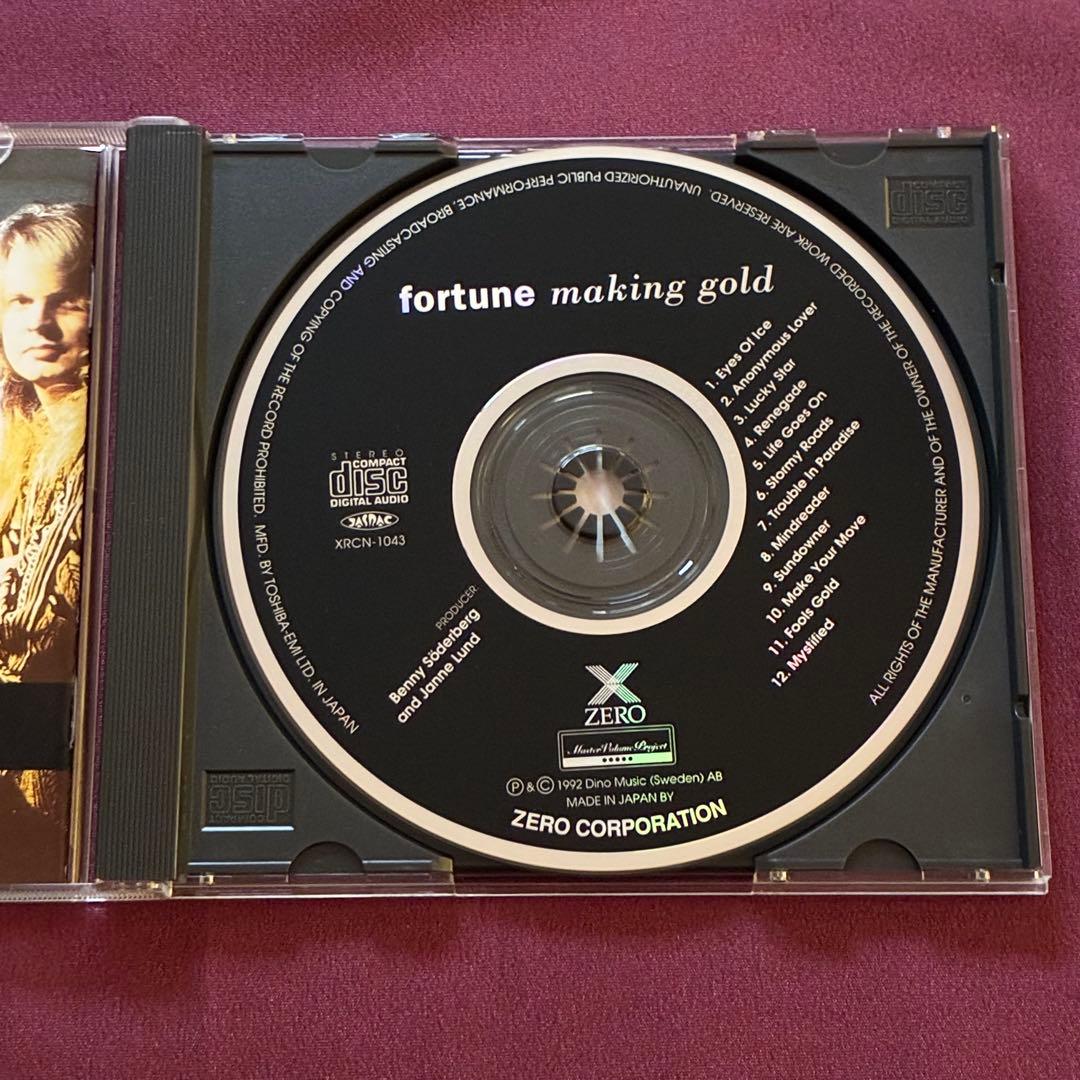 fortune making gold
1. Eyes Of Ice
2. Anonymous Lover
3. Lucky Star
4. Renegade
5. Life Goes On
6. Stormy Roads
7. Trouble In Paradise
8. Mindreader
9. Sundowner
10. Make Your Move
11. Fools Gold
12. Mystified
STEREO
COMPACT
disc
DIGITAL AUDIO
JASRAC
XRCN-1043
PRODUCER:
Benny Söderberg
and Janne Lund
ZERO
Master Volume Project
℗ & © 1992 Dino Music (Sweden) AB
MADE IN JAPAN BY
ZERO CORPORATION
ALL RIGHTS OF THE MANUFACTURER AND OF THE OWNER OF THE RECORDED WORK ARE RESERVED. UNAUTHORIZED PUBLIC PERFORMANCE, BROADCASTING AND COPYING OF THE RECORD PROHIBITED. MFD. BY TOSHIBA-EMI LTD. IN JAPAN
COMPACT
disc
DIGITAL AUDIO
COMPACT
disc
DIGITAL AUDIO